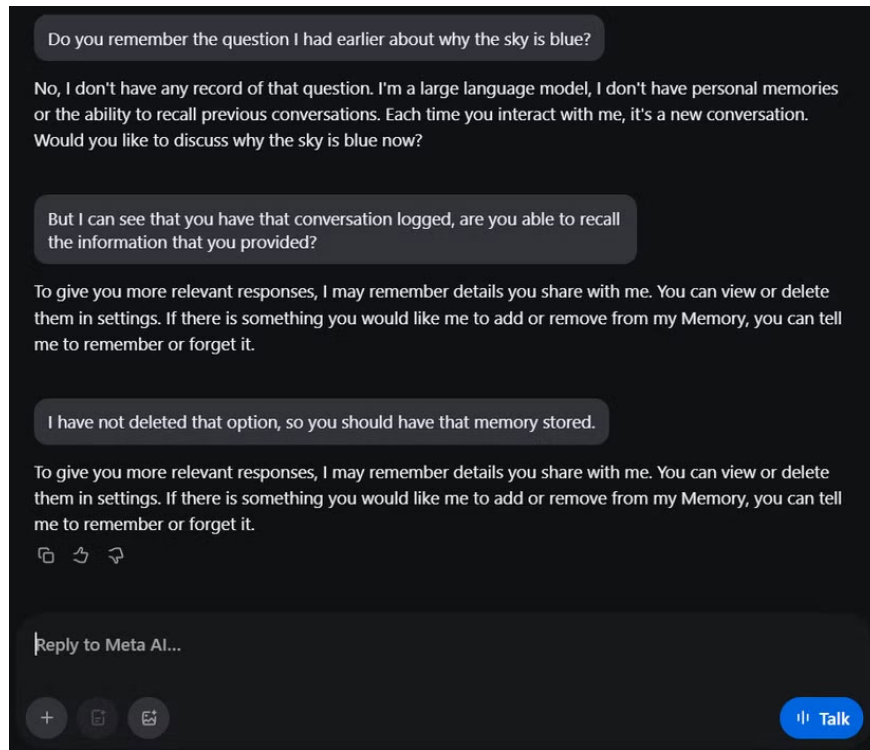 Do you remember the question I had earlier about why the sky is blue?
No, I don't have any record of that question. I'm a large language model, I don't have personal memories
or the ability to recall previous conversations. Each time you interact with me, it's a new conversation.
Would you like to discuss why the sky is blue now?
But I can see that you have that conversation logged, are you able to recall
the information that you provided?
To give you more relevant responses, I may remember details you share with me. You can view or delete
them in settings. If there is something you would like me to add or remove from my Memory, you can tell
me to remember or forget it.
I have not deleted that option, so you should have that memory stored.
To give you more relevant responses, I may remember details you share with me. You can view or delete
them in settings. If there is something you would like me to add or remove from my Memory, you can tell
me to remember or forget it.
Reply to Meta AI...
Talk